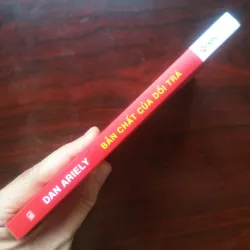 DAN ARIELY
BẢN CHẤT CỦA DỐI TRÁ